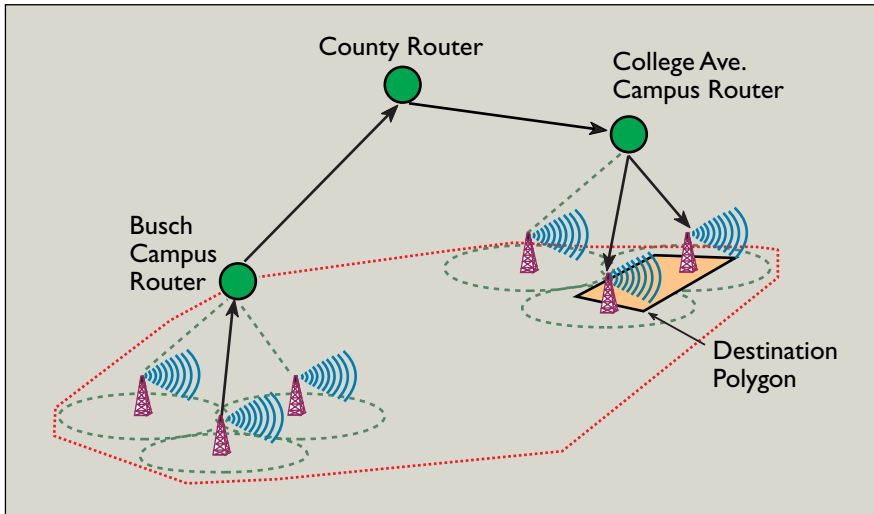 County Router
College Ave.
Campus Router
Busch
Campus
Router
Destination
Polygon